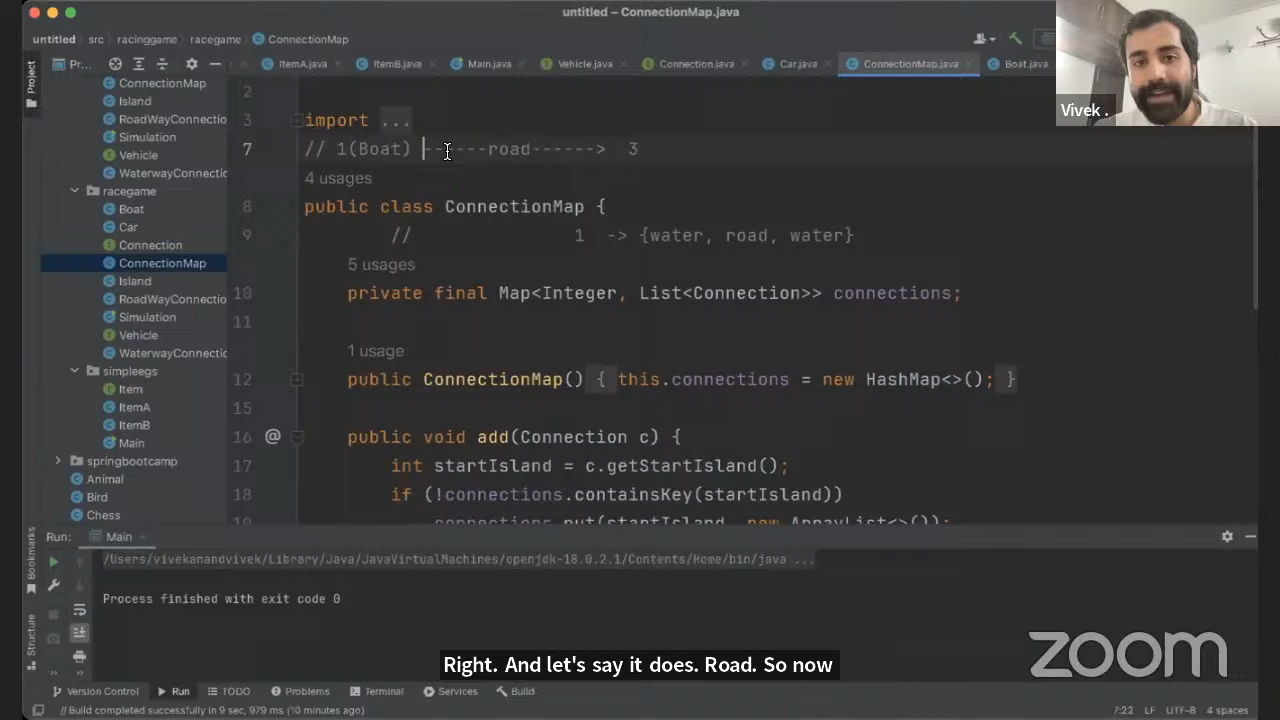 untitled – ConnectionMap.java
untitled src racinggame racegame ConnectionMap
Project
Pr...
ItemA.java ItemB.java Main.java Vehicle.java Connection.java Car.java ConnectionMap.java Boat.java
ConnectionMap
Island
RoadWayConnectio
Simulation
Vehicle
WaterwayConnectic
racegame
Boat
Car
Connection
ConnectionMap
Island
RoadWayConnectio
Simulation
Vehicle
WaterwayConnectic
simpleegs
Item
ItemA
ItemB
Main
springbootcamp
Animal
Bird
Chess
2
3 import ...
7 // 1(Boat) ------road------> 3
4 usages
8 public class ConnectionMap {
9 // 1 -> {water, road, water}
5 usages
10 private final Map<Integer, List<Connection>> connections;
11
1 usage
12 public ConnectionMap() { this.connections = new HashMap<>(); }
15
16 @ public void add(Connection c) {
17 int startIsland = c.getStartIsland();
18 if (!connections.containsKey(startIsland))
19 connections.put(startIsland, new ArrayList<>());
Vivek .
Run: Main
/Users/vivekanandvivek/Library/Java/JavaVirtualMachines/openjdk-18.0.2.1/Contents/Home/bin/java ...
Process finished with exit code 0
Bookmarks
Structure
zoom
Right. And let's say it does. Road. So now
Version Control Run TODO Problems Terminal Services Build
// Build completed successfully in 9 sec, 979 ms (10 minutes ago)
7:22 LF UTF-8 4 spaces